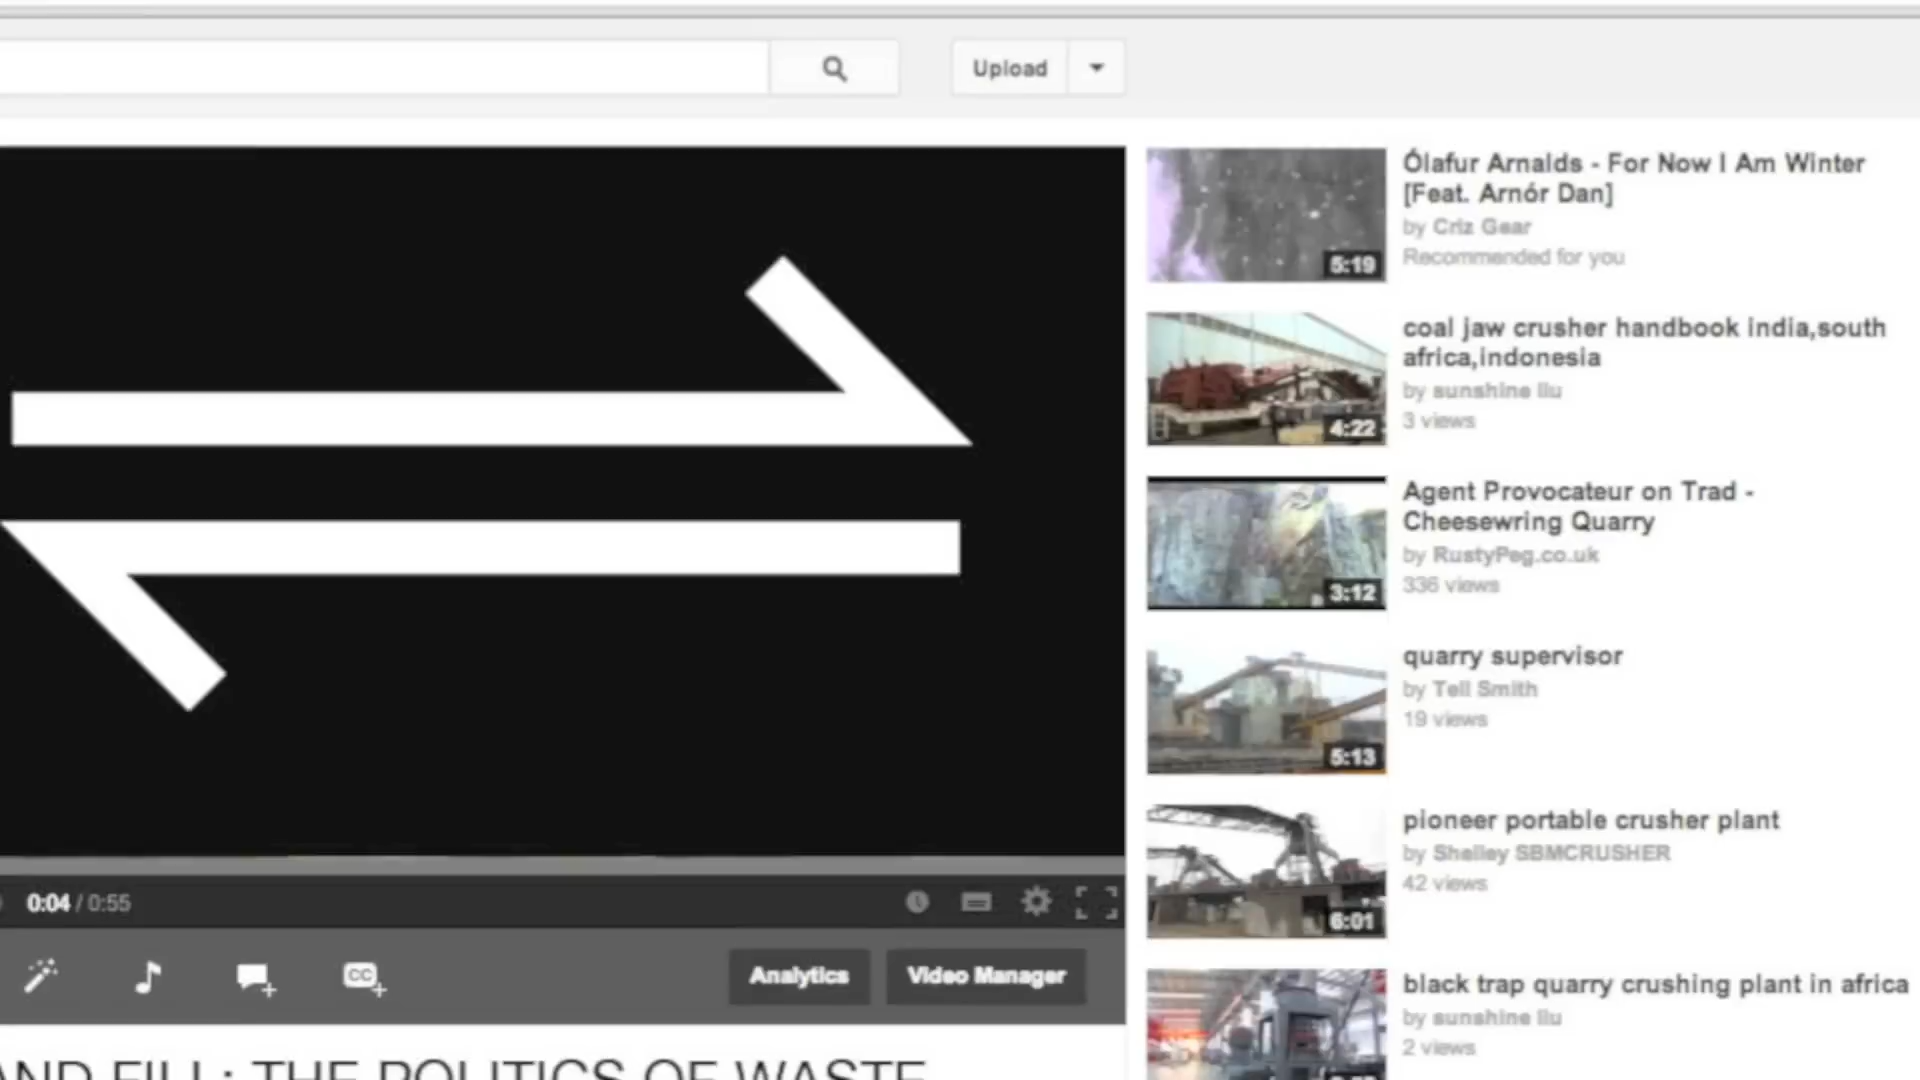 Upload
Ólafur Arnalds - For Now I Am Winter
[Feat. Arnór Dan]
by Criz Gear
Recommended for you
5:19
coal jaw crusher handbook india,south
africa,indonesia
by sunshine liu
3 views
4:22
Agent Provocateur on Trad -
Cheesewring Quarry
by RustyPeg.co.uk
336 views
3:12
quarry supervisor
by Tell Smith
19 views
5:13
pioneer portable crusher plant
by Shelley SBMCRUSHER
42 views
6:01
black trap quarry crushing plant in africa
by sunshine liu
2 views
0:04 / 0:55
CC
Analytics
Video Manager
AND FILL: THE POLITICS OF WASTE